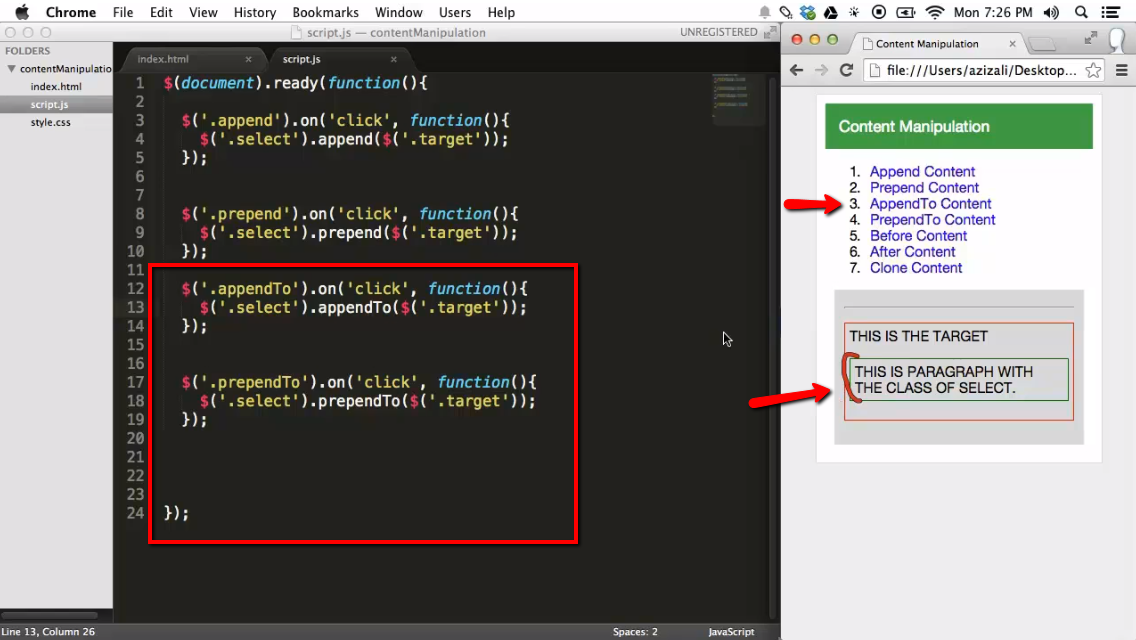 Chrome File Edit View History Bookmarks Window Users Help Mon 7:26 PM
script.js — contentManipulation UNREGISTERED
FOLDERS
contentManipulatio
index.html
script.js
style.css
index.html × script.js ×
1 $(document).ready(function(){
2
3 $('.append').on('click', function(){
4 $('.select').append($('.target'));
5 });
6
7
8 $('.prepend').on('click', function(){
9 $('.select').prepend($('.target'));
10 });
11
12 $('.appendTo').on('click', function(){
13 $('.select').appendTo($('.target'));
14 });
15
16
17 $('.prependTo').on('click', function(){
18 $('.select').prependTo($('.target'));
19 });
20
21
22
23
24 });
Line 13, Column 26 Spaces: 2 JavaScript
Content Manipulation ×
file:///Users/azizali/Desktop...
Content Manipulation
1. Append Content
2. Prepend Content
3. AppendTo Content
4. PrependTo Content
5. Before Content
6. After Content
7. Clone Content
THIS IS THE TARGET
THIS IS PARAGRAPH WITH
THE CLASS OF SELECT.